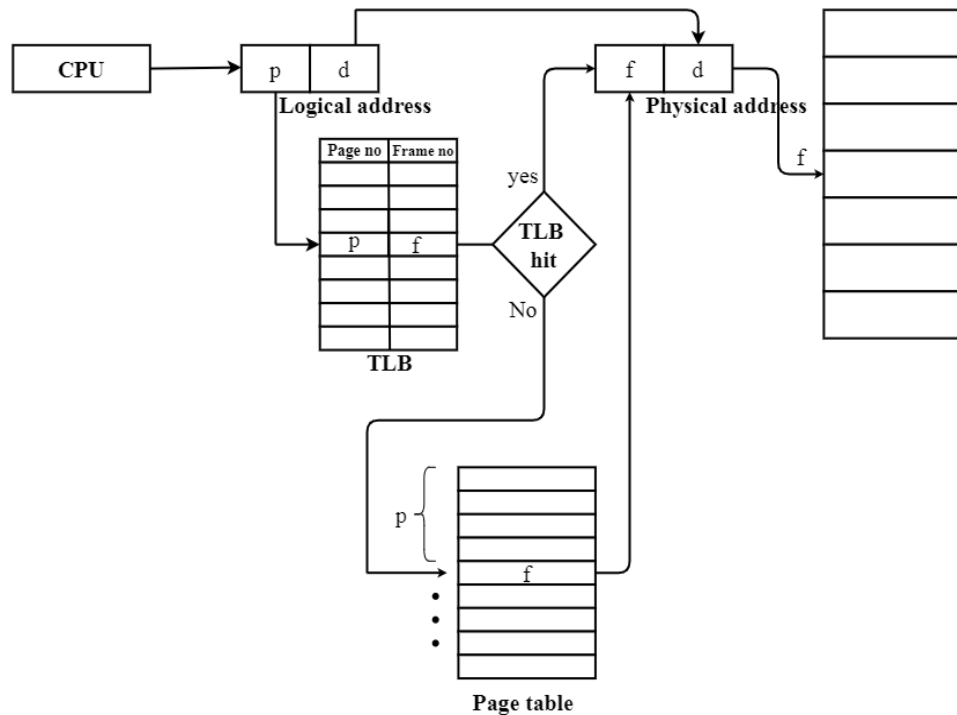 CPU
p d
Logical address
f d
Physical address
f
Page no Frame no
p f
TLB
yes
TLB
hit
No
p
f
Page table